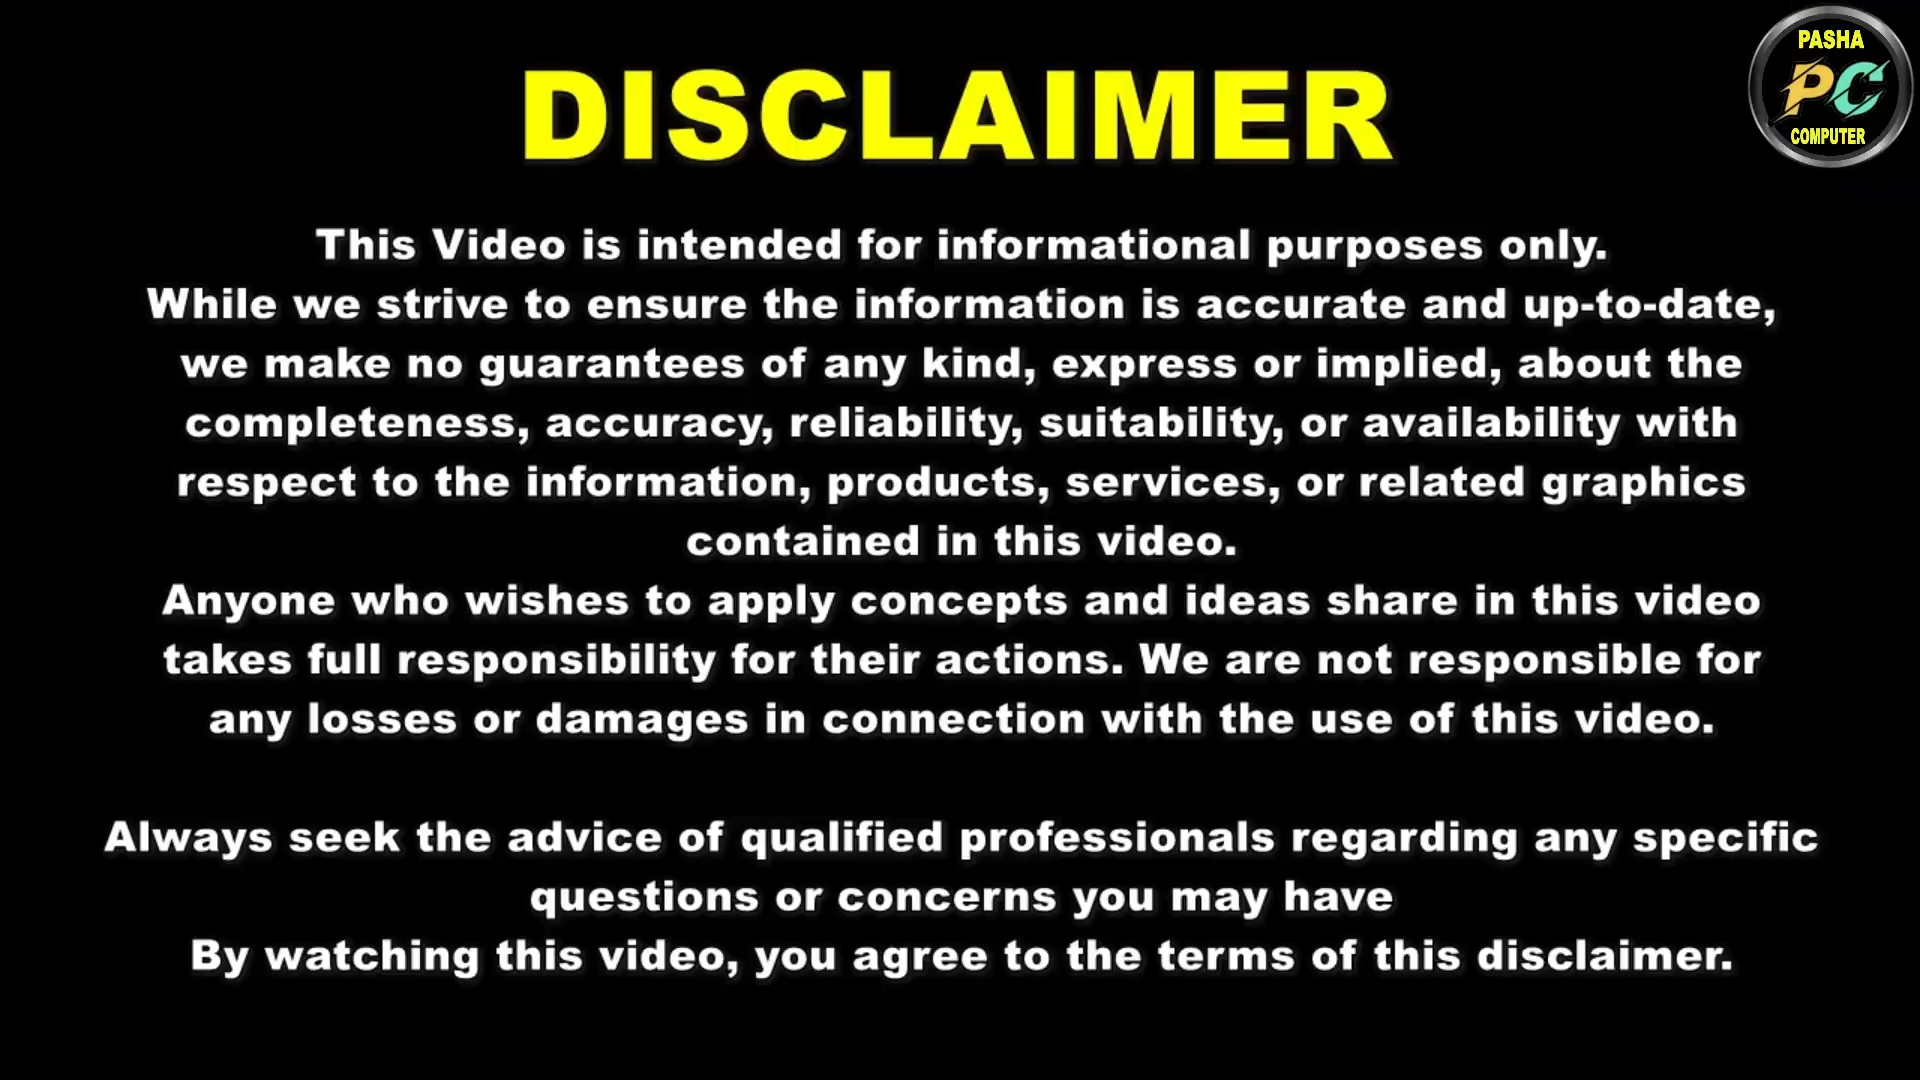 PASHA
PC
COMPUTER
DISCLAIMER
This Video is intended for informational purposes only.
While we strive to ensure the information is accurate and up-to-date,
we make no guarantees of any kind, express or implied, about the
completeness, accuracy, reliability, suitability, or availability with
respect to the information, products, services, or related graphics
contained in this video.
Anyone who wishes to apply concepts and ideas share in this video
takes full responsibility for their actions. We are not responsible for
any losses or damages in connection with the use of this video.
Always seek the advice of qualified professionals regarding any specific
questions or concerns you may have
By watching this video, you agree to the terms of this disclaimer.